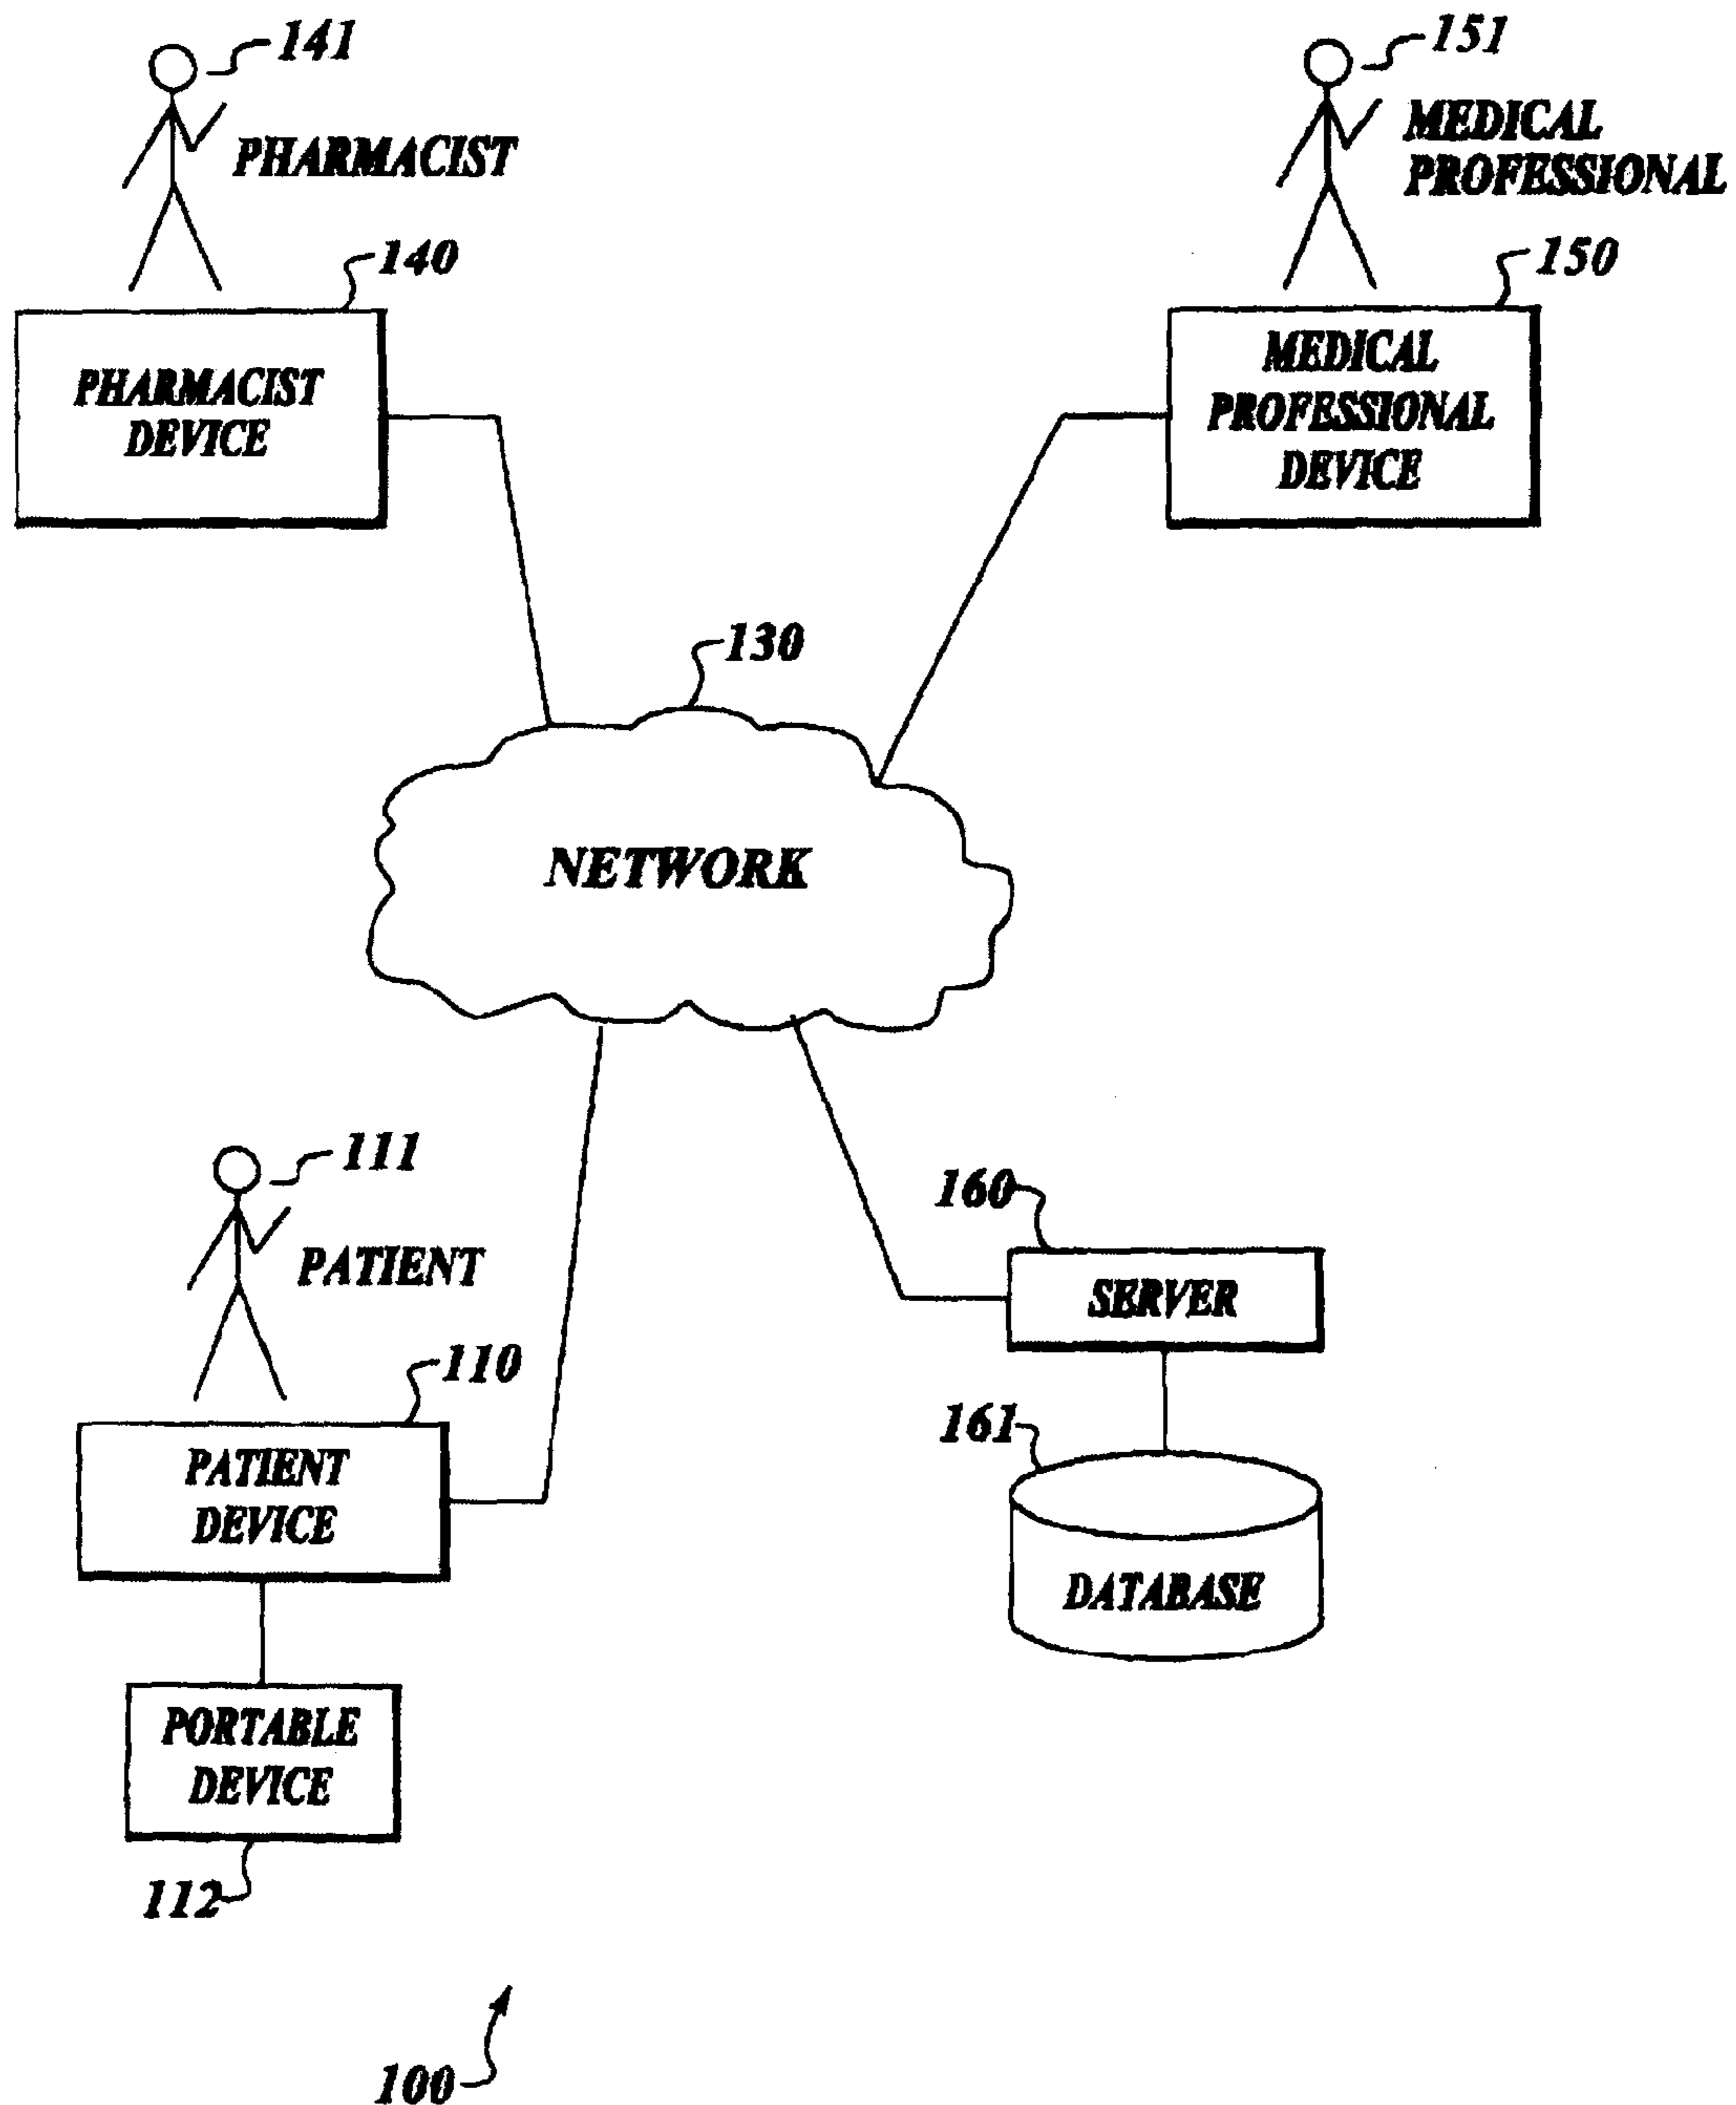 141
PHARMACIST
140
PHARMACIST
DEVICE
151
MEDICAL
PROFESSIONAL
150
MEDICAL
PROFESSIONAL
DEVICE
130
NETWORK
111
PATIENT
110
PATIENT
DEVICE
PORTABLE
DEVICE
112
160
SERVER
161
DATABASE
100